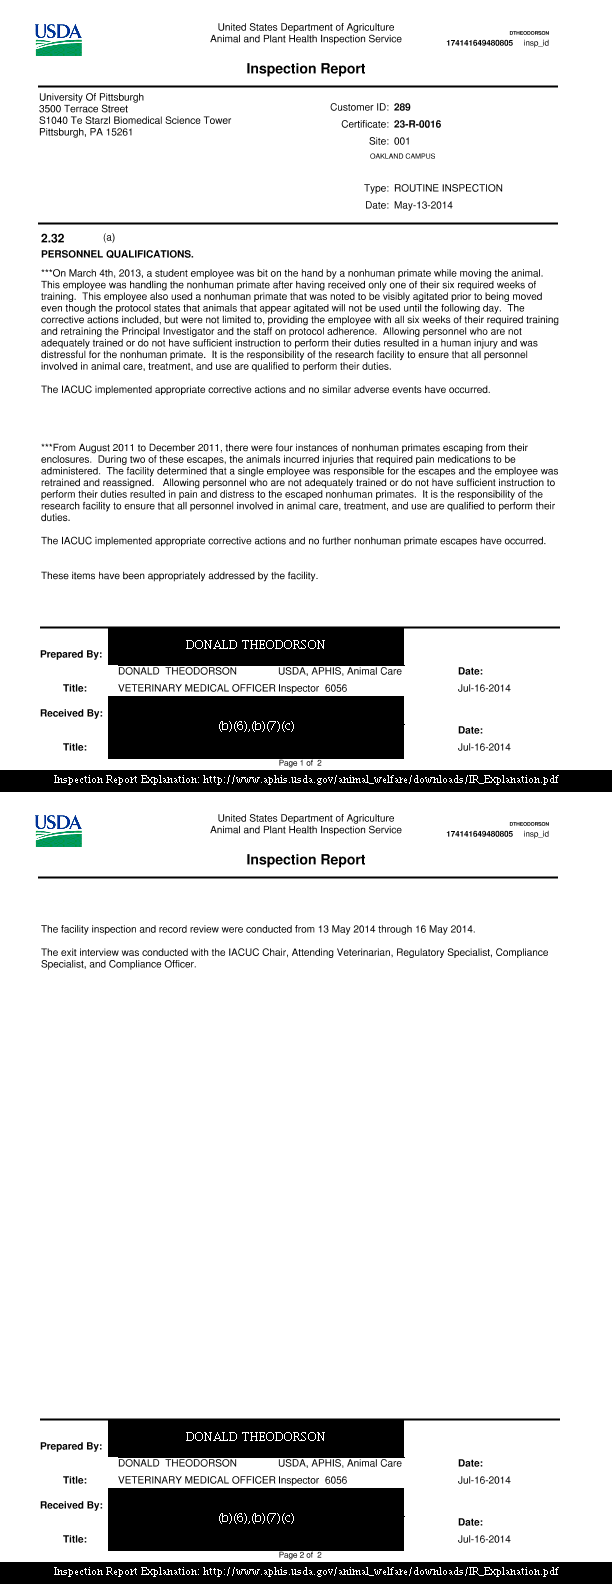 USDA
United States Department of Agriculture
Animal and Plant Health Inspection Service
DTHEODORSON
174141649480805 insp_id
Inspection Report
University Of Pittsburgh
3500 Terrace Street
S1040 Te Starzl Biomedical Science Tower
Pittsburgh, PA 15261
Customer ID: 289
Certificate: 23-R-0016
Site: 001
OAKLAND CAMPUS
Type: ROUTINE INSPECTION
Date: May-13-2014
2.32 (a)
PERSONNEL QUALIFICATIONS.
***On March 4th, 2013, a student employee was bit on the hand by a nonhuman primate while moving the animal.
This employee was handling the nonhuman primate after having received only one of their six required weeks of
training. This employee also used a nonhuman primate that was noted to be visibly agitated prior to being moved
even though the protocol states that animals that appear agitated will not be used until the following day. The
corrective actions included, but were not limited to, providing the employee with all six weeks of their required training
and retraining the Principal Investigator and the staff on protocol adherence. Allowing personnel who are not
adequately trained or do not have sufficient instruction to perform their duties resulted in a human injury and was
distressful for the nonhuman primate. It is the responsibility of the research facility to ensure that all personnel
involved in animal care, treatment, and use are qualified to perform their duties.
The IACUC implemented appropriate corrective actions and no similar adverse events have occurred.
***From August 2011 to December 2011, there were four instances of nonhuman primates escaping from their
enclosures. During two of these escapes, the animals incurred injuries that required pain medications to be
administered. The facility determined that a single employee was responsible for the escapes and the employee was
retrained and reassigned. Allowing personnel who are not adequately trained or do not have sufficient instruction to
perform their duties resulted in pain and distress to the escaped nonhuman primates. It is the responsibility of the
research facility to ensure that all personnel involved in animal care, treatment, and use are qualified to perform their
duties.
The IACUC implemented appropriate corrective actions and no further nonhuman primate escapes have occurred.
These items have been appropriately addressed by the facility.
DONALD THEODORSON
Prepared By:
DONALD THEODORSON USDA, APHIS, Animal Care Date:
Title: VETERINARY MEDICAL OFFICER Inspector 6056 Jul-16-2014
Received By:
(b)(6),(b)(7)(c)
Date:
Title: Jul-16-2014
Page 1 of 2
Inspection Report Explanation: http://www.aphis.usda.gov/animal_welfare/downloads/IR_Explanation.pdf
USDA
United States Department of Agriculture
Animal and Plant Health Inspection Service
DTHEODORSON
174141649480805 insp_id
Inspection Report
The facility inspection and record review were conducted from 13 May 2014 through 16 May 2014.
The exit interview was conducted with the IACUC Chair, Attending Veterinarian, Regulatory Specialist, Compliance
Specialist, and Compliance Officer.
DONALD THEODORSON
Prepared By:
DONALD THEODORSON USDA, APHIS, Animal Care Date:
Title: VETERINARY MEDICAL OFFICER Inspector 6056 Jul-16-2014
Received By:
(b)(6),(b)(7)(c)
Date:
Title: Jul-16-2014
Page 2 of 2
Inspection Report Explanation: http://www.aphis.usda.gov/animal_welfare/downloads/IR_Explanation.pdf